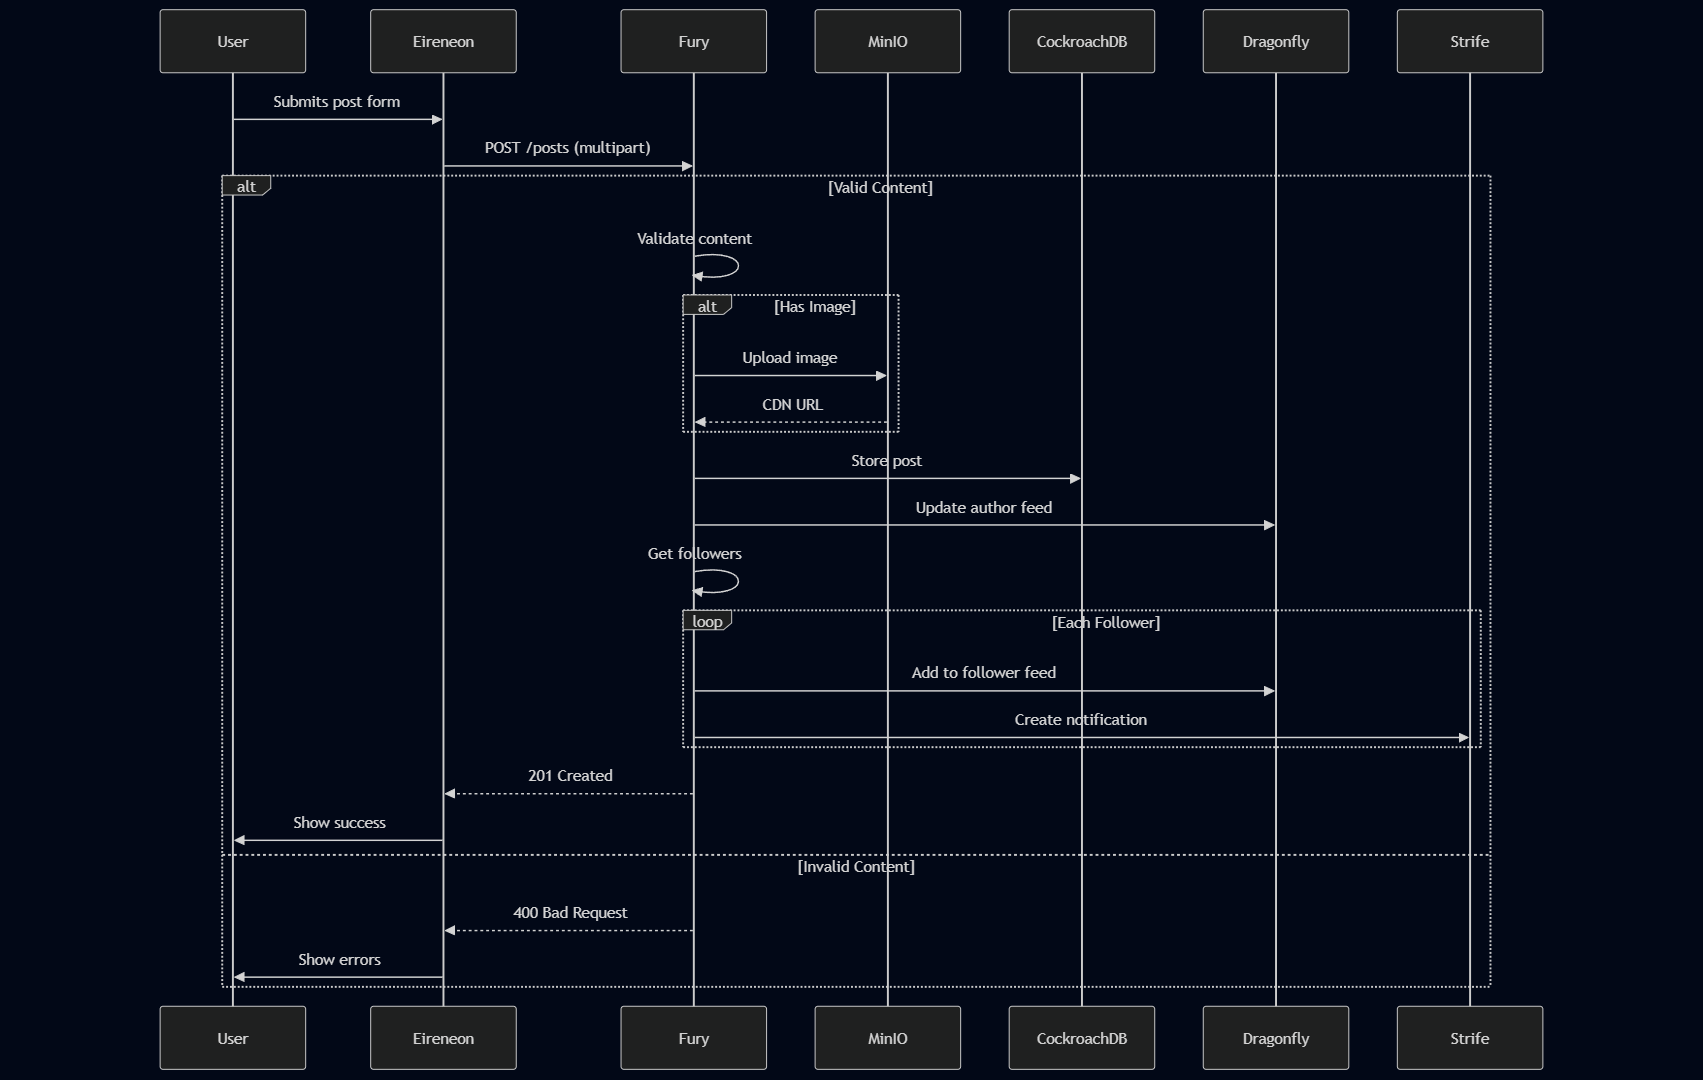 User
Eireneon
Fury
MinIO
CockroachDB
Dragonfly
Strife
Submits post form
POST /posts (multipart)
alt
[Valid Content]
Validate content
alt
[Has Image]
Upload image
CDN URL
Store post
Update author feed
Get followers
loop
[Each Follower]
Add to follower feed
Create notification
201 Created
Show success
[Invalid Content]
400 Bad Request
Show errors
User
Eireneon
Fury
MinIO
CockroachDB
Dragonfly
Strife